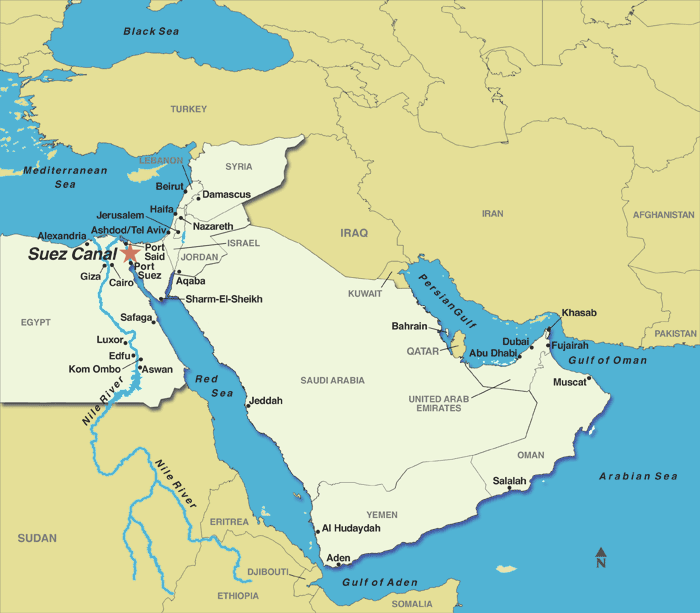 Black Sea
TURKEY
LEBANON
SYRIA
Mediterranean
Sea
Beirut
Damascus
Haifa
Jerusalem
Nazareth
Ashdod/Tel Aviv
Alexandria
IRAN
AFGHANISTAN
IRAQ
ISRAEL
Port
Said
Suez Canal
JORDAN
Port
Suez
Giza
Cairo
Aqaba
KUWAIT
Persian Gulf
Sharm-El-Sheikh
EGYPT
Safaga
Bahrain
Khasab
PAKISTAN
Luxor
QATAR
Dubai
Fujairah
Edfu
Abu Dhabi
Gulf of Oman
Kom Ombo
Aswan
Nile River
Red
Sea
SAUDI ARABIA
Muscat
Jeddah
UNITED ARAB
EMIRATES
OMAN
Nile River
Salalah
Arabian Sea
YEMEN
ERITREA
Al Hudaydah
SUDAN
Aden
N
DJIBOUTI
Gulf of Aden
ETHIOPIA
SOMALIA